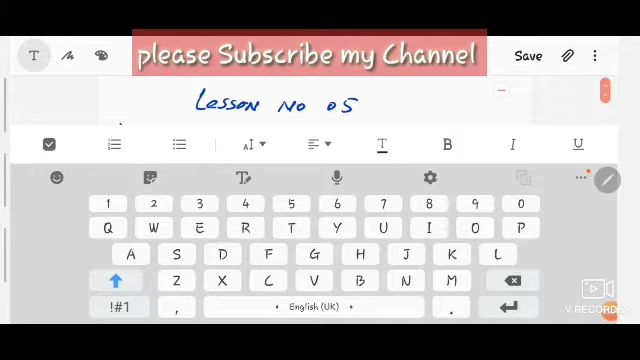 please Subscribe my Channel
T Save
Lesson No 05
T B I U
1 2 3 4 5 6 7 8 9 0
Q W E R T Y U I O P
A S D F G H J K L
Z X C V B N M
!#1 , English (UK) .
V RECORDER